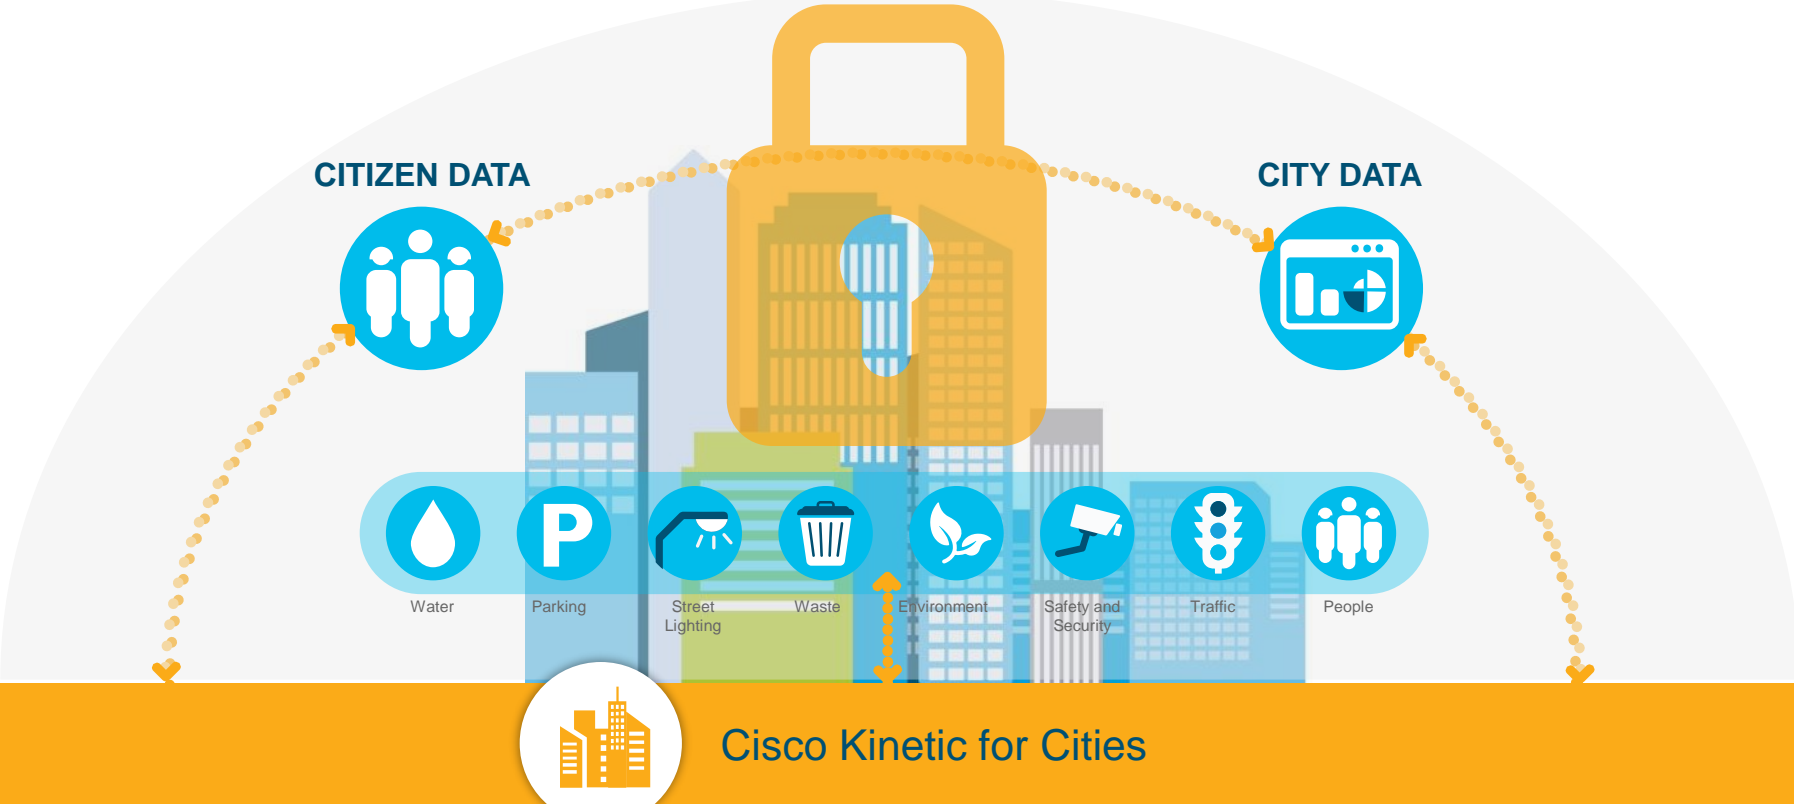 CITIZEN DATA
CITY DATA
P
Water
Parking
Street
Lighting
Waste
Environment
Safety and
Security
Traffic
People
Cisco Kinetic for Cities